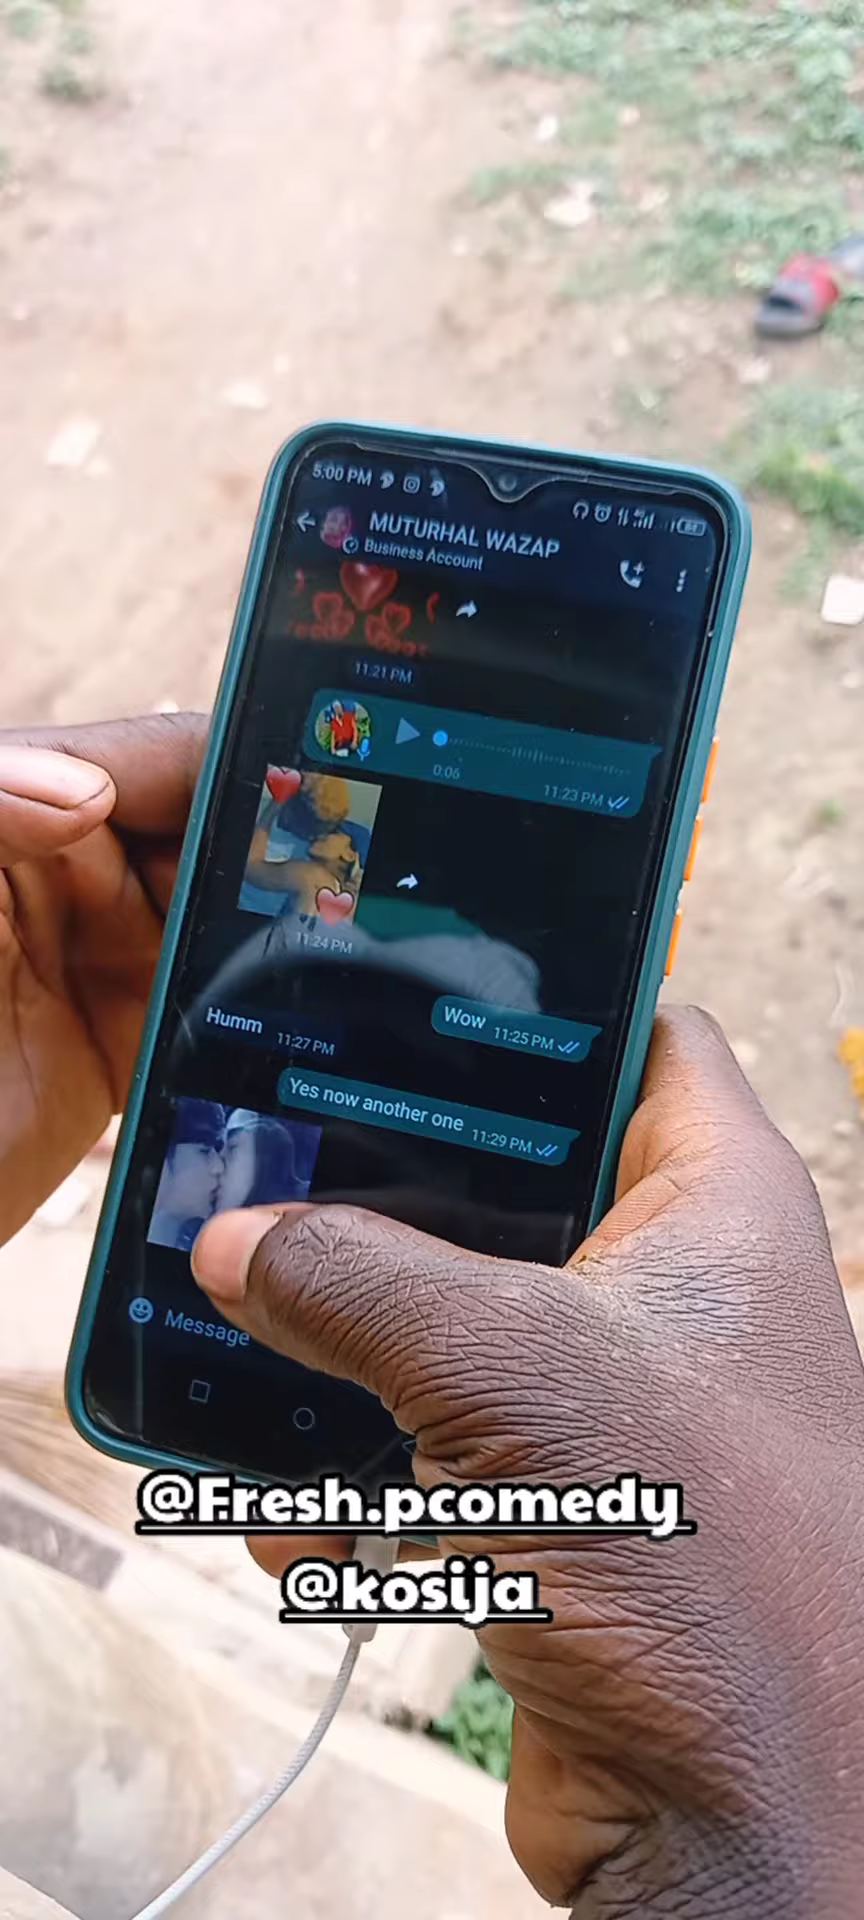 5:00 PM
MUTURHAL WAZAP
Business Account
11:21 PM
0:06
11:23 PM
11:24 PM
Wow 11:25 PM
Humm 11:27 PM
Yes now another one 11:29 PM
Message
@Fresh.pcomedy
@kosija